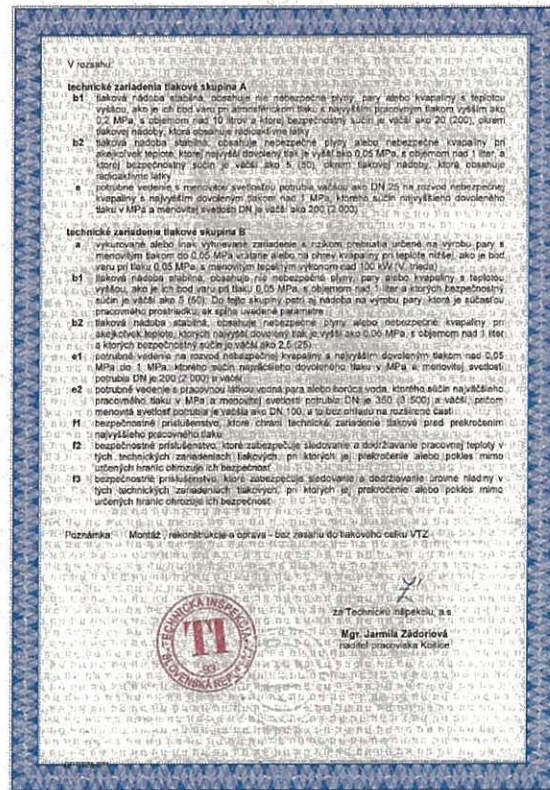 V rozsahu:
technické zariadenia tlakové skupina A
b1 tlaková nádoba stabilná, obsahuje nie nebezpečné plyny, pary alebo kvapaliny s teplotou
vyššou, ako je ich bod varu pri atmosférickom tlaku s najvyšším pracovným tlakom vyšším ako
0,2 MPa, s objemom nad 10 litrov a ktorej bezpečnostný súčin je väčší ako 20 (200), okrem
tlakovej nádoby, ktorá obsahuje rádioaktívne látky
b2 tlaková nádoba stabilná, obsahuje nebezpečné plyny alebo nebezpečné kvapaliny pri
akejkoľvek teplote, ktorej najvyšší dovolený tlak je vyšší ako 0,05 MPa, s objemom nad 1 liter, a
ktorej bezpečnostný súčin je väčší ako 5 (50), okrem tlakovej nádoby, ktorá obsahuje
rádioaktívne látky
e potrubné vedenie s menovitou svetlosťou potrubia väčšou ako DN 25 na rozvod nebezpečnej
kvapaliny s najvyšším dovoleným tlakom nad 1 MPa, ktorého súčin najvyššieho dovoleného
tlaku v MPa a menovitej svetlosti DN je väčší ako 200 (2 000)
technické zariadenia tlakové skupina B
a vykurované alebo inak vyhrievané zariadenie s rizikom prehriatia určené na výrobu pary s
menovitým tlakom do 0,05 MPa vrátane alebo na ohrev kvapaliny pri teplote nižšej, ako je bod
varu pri tlaku 0,05 MPa, s menovitým tepelným výkonom nad 100 kW (V. trieda)
b1 tlaková nádoba stabilná, obsahuje nie nebezpečné plyny, pary alebo kvapaliny s teplotou
vyššou, ako je ich bod varu pri tlaku 0,05 MPa, s objemom nad 1 liter a ktorých bezpečnostný
súčin je väčší ako 5 (50). Do tejto skupiny patrí aj nádoba na výrobu pary, ktorá je súčasťou
pracovného prostriedku, ak spĺňa uvedené parametre
b2 tlaková nádoba stabilná, obsahuje nebezpečné plyny alebo nebezpečné kvapaliny pri
akejkoľvek teplote, ktorých najvyšší dovolený tlak je vyšší ako 0,05 MPa, s objemom nad 1 liter
a ktorých bezpečnostný súčin je väčší ako 2,5 (25)
e1 potrubné vedenie na rozvod nebezpečnej kvapaliny s najvyšším dovoleným tlakom nad 0,05
MPa do 1 MPa, ktorého súčin najväčšieho dovoleného tlaku v MPa a menovitej svetlosti
potrubia DN je 200 (2 000) a väčší
e2 potrubné vedenie s pracovnou látkou vodná para alebo horúca voda, ktorého súčin najväčšieho
pracovného tlaku v MPa a menovitej svetlosti potrubia DN je 350 (3 500) a väčší, pričom
menovitá svetlosť potrubia je väčšia ako DN 100, a to bez ohľadu na rozšírené časti
f1 bezpečnostné príslušenstvo, ktoré chráni technické zariadenie tlakové pred prekročením
najvyššieho pracovného tlaku
f2 bezpečnostné príslušenstvo, ktoré zabezpečuje sledovanie a dodržiavanie pracovnej teploty v
tých technických zariadeniach tlakových, pri ktorých jej prekročenie alebo pokles mimo
určených hraníc ohrozuje ich bezpečnosť
f3 bezpečnostné príslušenstvo, ktoré zabezpečuje sledovanie a dodržiavanie úrovne hladiny v
tých technických zariadeniach tlakových, pri ktorých jej prekročenie alebo pokles mimo
určených hraníc ohrozuje ich bezpečnosť
Poznámka: Montáž, rekonštrukcia a oprava - bez zásahu do tlakového celku VTZ
za Technickú inšpekciu, a.s.
Mgr. Jarmila Zádoriová
riaditeľ pracoviska Košice
TECHNICKÁ INŠPEKCIA
TI
SLOVENSKÁ REPUBLIKA